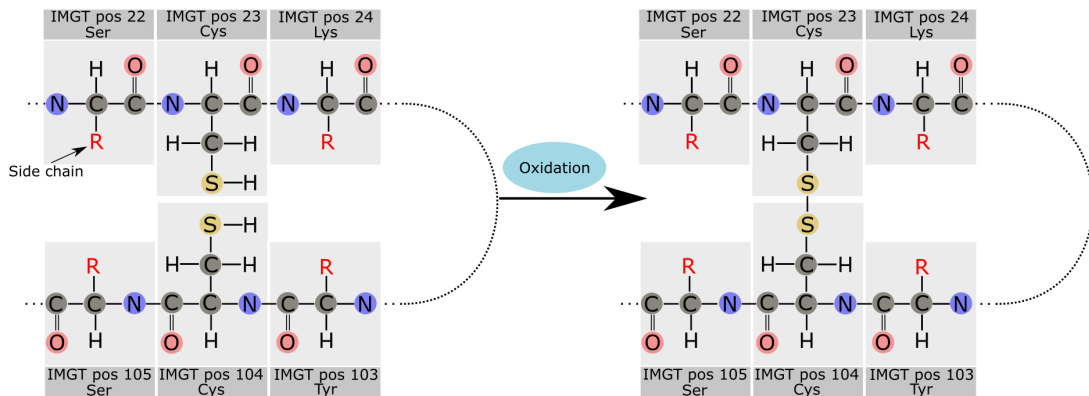 IMGT pos 22 IMGT pos 23 IMGT pos 24
Ser Cys Lys
H O H O H O
N C C N C C N C C
R H C H R
Side chain
S H
S H
R H C H R
C C N C C N C C N
O H O H O H
IMGT pos 105 IMGT pos 104 IMGT pos 103
Ser Cys Tyr
Oxidation
IMGT pos 22 IMGT pos 23 IMGT pos 24
Ser Cys Lys
H O H O H O
N C C N C C N C C
R H C H R
S
S
R H C H R
C C N C C N C C N
O H O H O H
IMGT pos 105 IMGT pos 104 IMGT pos 103
Ser Cys Tyr